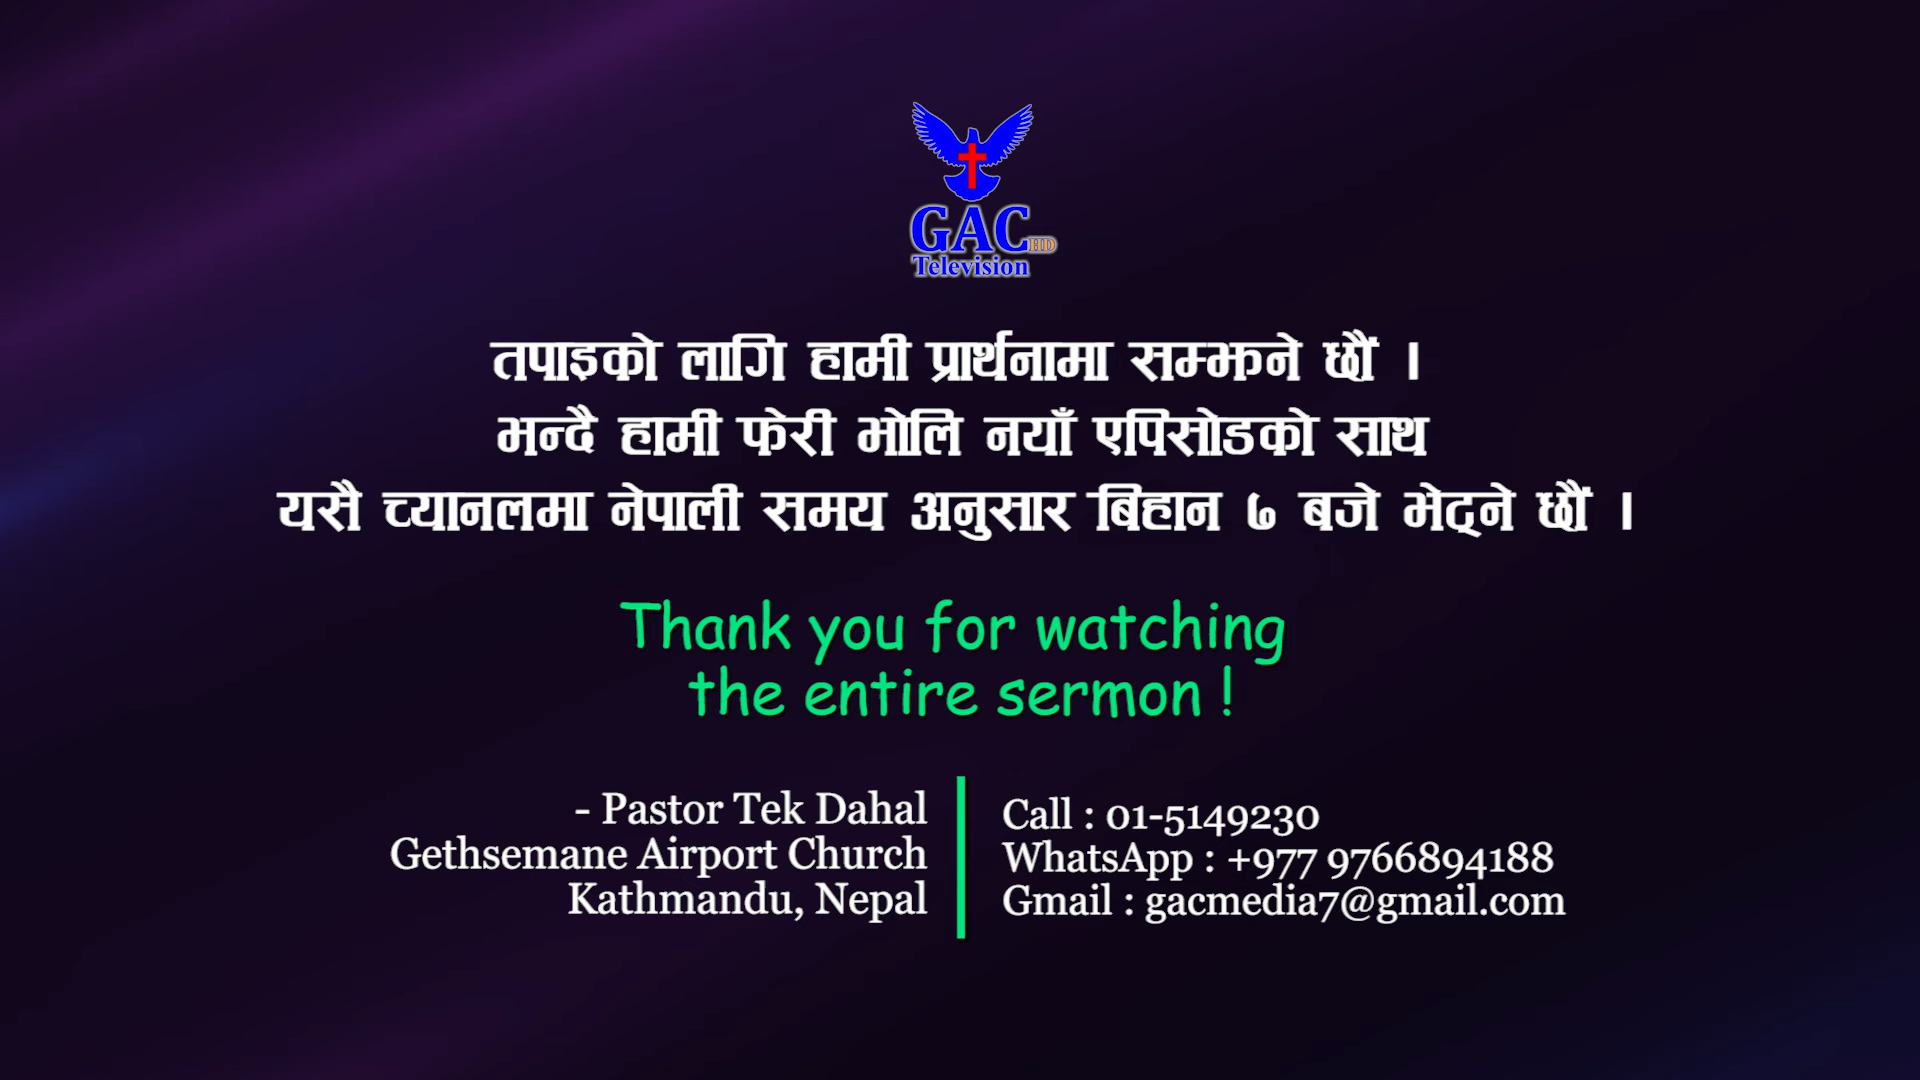 GAC HD
Television
तपाइको लागि हामी प्रार्थनामा सम्झने छौं ।
भन्दै हामी फेरी भोलि नयाँ एपिसोडको साथ
यसै च्यानलमा नेपाली समय अनुसार बिहान ७ बजे भेट्ने छौं ।
Thank you for watching
the entire sermon !
- Pastor Tek Dahal
Gethsemane Airport Church
Kathmandu, Nepal
Call : 01-5149230
WhatsApp : +977 9766894188
Gmail : gacmedia7@gmail.com